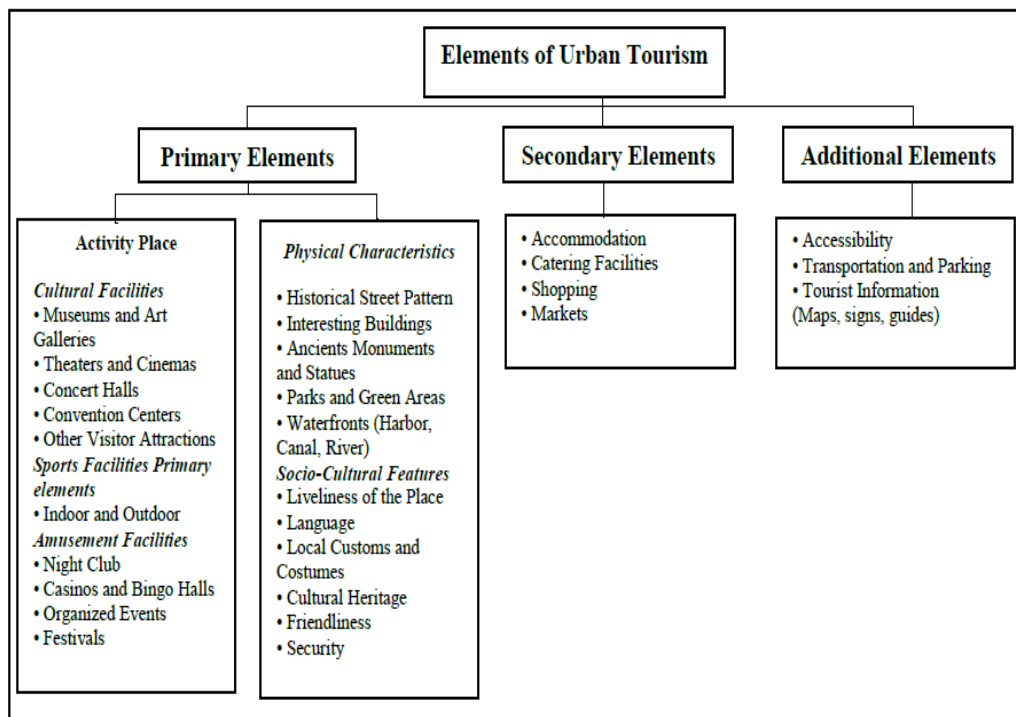 Elements of Urban Tourism
Primary Elements
Secondary Elements
Additional Elements
Activity Place
Cultural Facilities
• Museums and Art
Galleries
• Theaters and Cinemas
• Concert Halls
• Convention Centers
• Other Visitor Attractions
Sports Facilities Primary
elements
• Indoor and Outdoor
Amusement Facilities
• Night Club
• Casinos and Bingo Halls
• Organized Events
• Festivals
Physical Characteristics
• Historical Street Pattern
• Interesting Buildings
• Ancients Monuments
and Statues
• Parks and Green Areas
• Waterfronts (Harbor,
Canal, River)
Socio-Cultural Features
• Liveliness of the Place
• Language
• Local Customs and
Costumes
• Cultural Heritage
• Friendliness
• Security
• Accommodation
• Catering Facilities
• Shopping
• Markets
• Accessibility
• Transportation and Parking
• Tourist Information
(Maps, signs, guides)